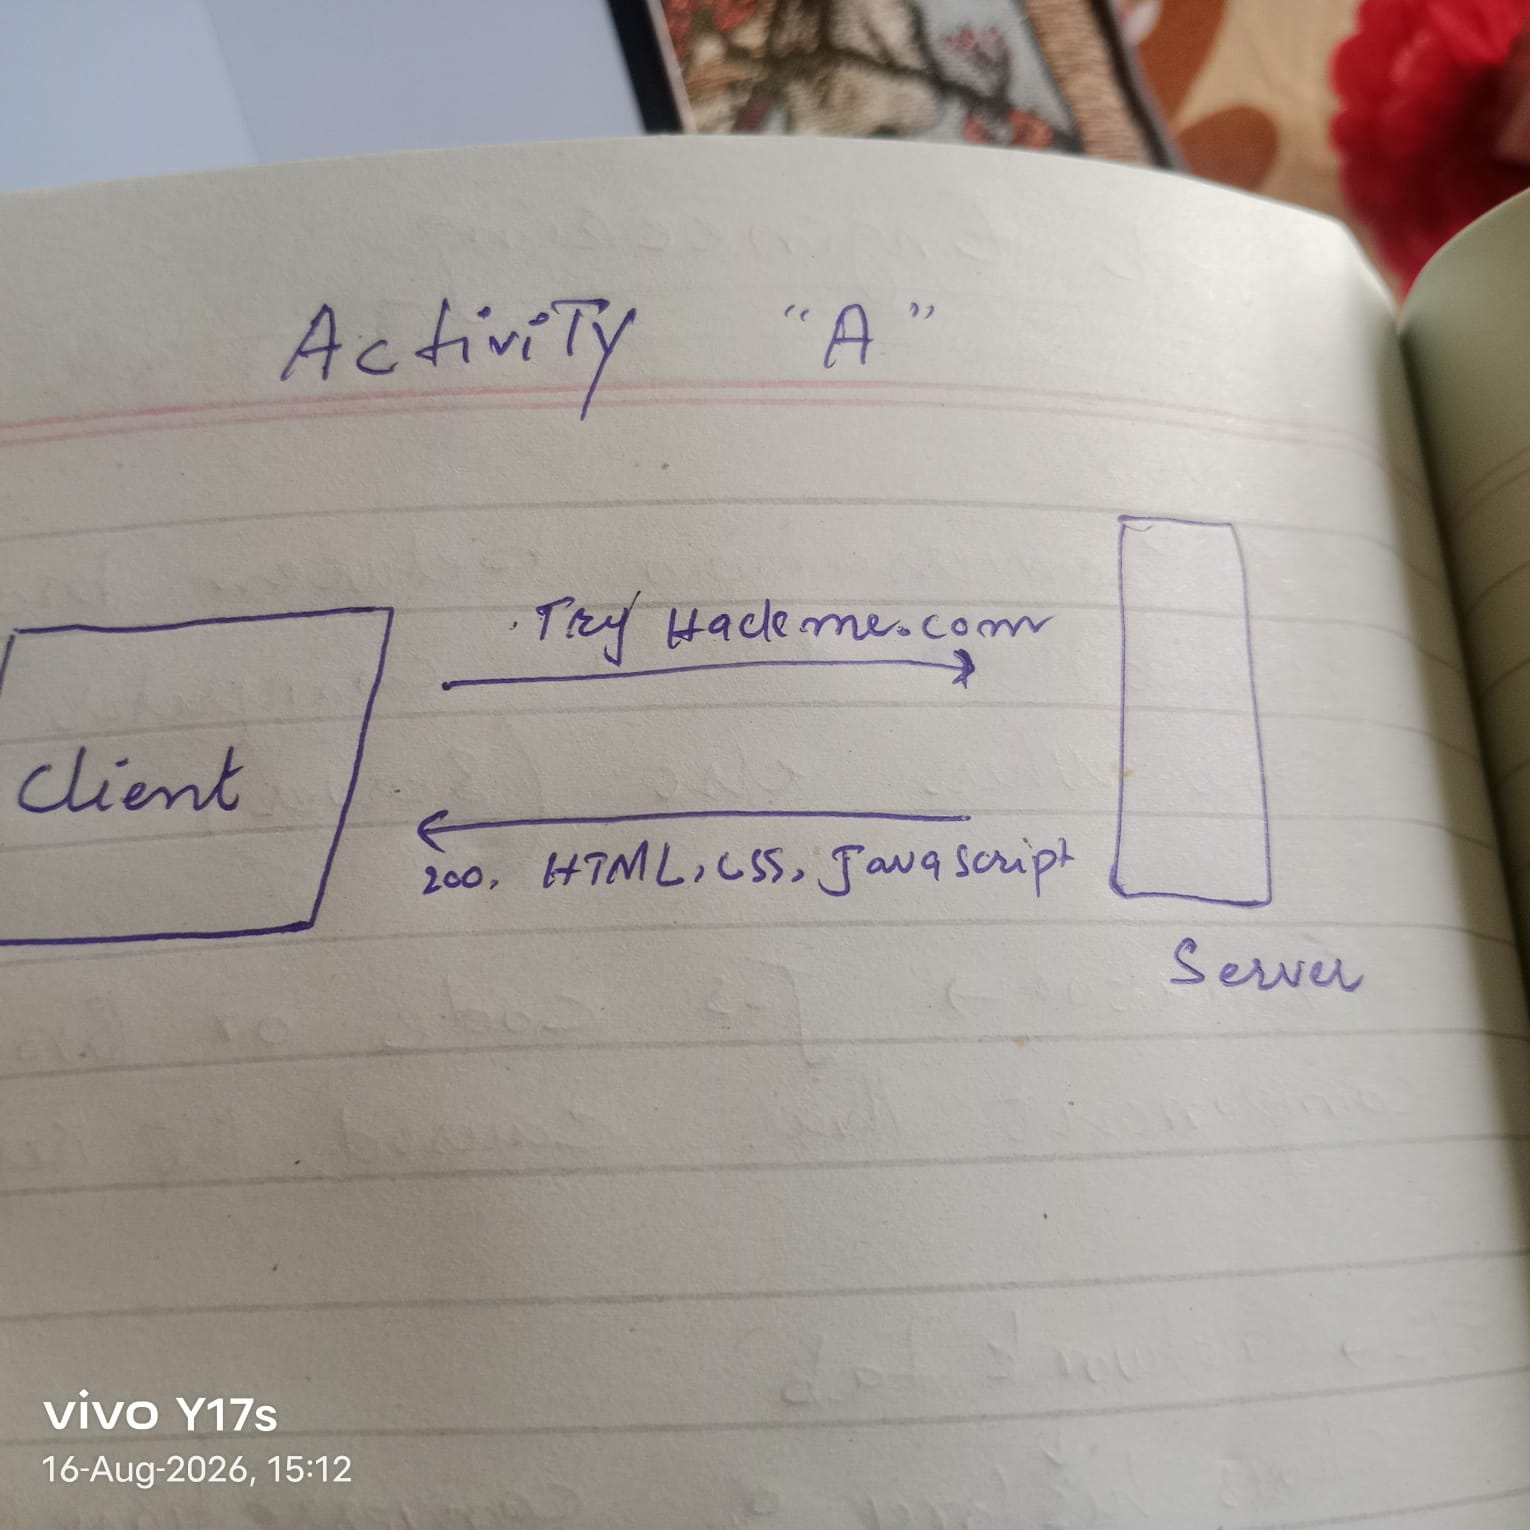 Activity "A"
Try Hackme.com
Client
200, HTML, CSS, Javascript
Server
vivo Y17s
16-Aug-2026, 15:12